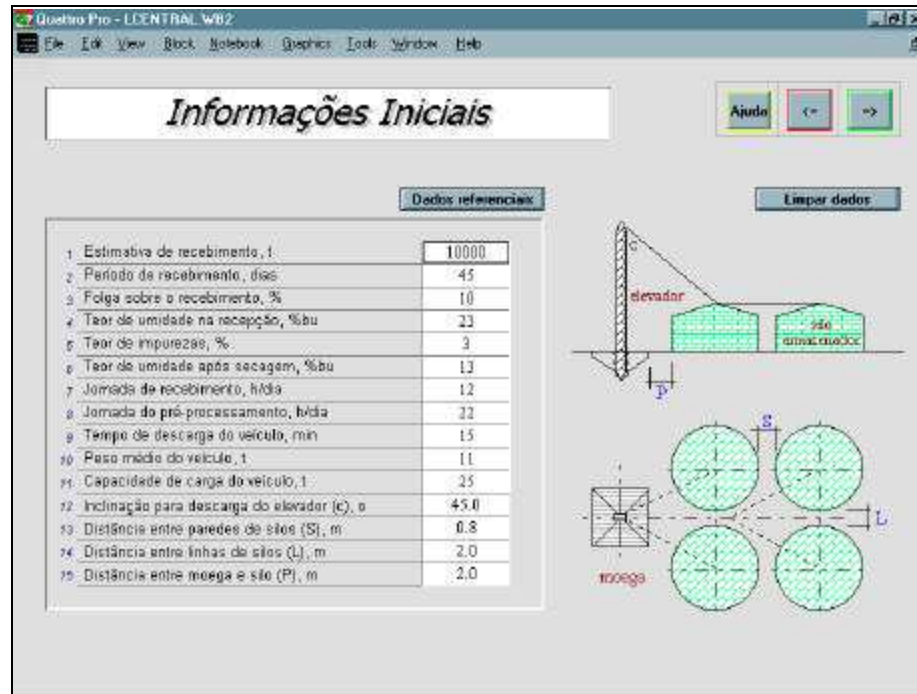 Quattro Pro - LCENTRAL.WB2
File Edit View Block Notebook Graphics Tools Window Help
Informações Iniciais
Ajuda <= =>
Dados referenciais Limpar dados
1 Estimativa de recebimento, t 10000
2 Período de recebimento, dias 45
3 Folga sobre o recebimento, % 10
4 Teor de umidade na recepção, %bu 23
5 Teor de impurezas, % 3
6 Teor de umidade após secagem, %bu 13
7 Jornada de recebimento, h/dia 12
8 Jornada do pré-processamento, h/dia 22
9 Tempo de descarga do veículo, min 15
10 Peso médio do veículo, t 11
11 Capacidade de carga do veículo, t 25
12 Inclinação para descarga do elevador (c), o 45.0
13 Distância entre paredes de silos (S), m 0.8
14 Distância entre linhas de silos (L), m 2.0
15 Distância entre moega e silo (P), m 2.0
c
elevador
silo
armazenador
P
S
L
moega